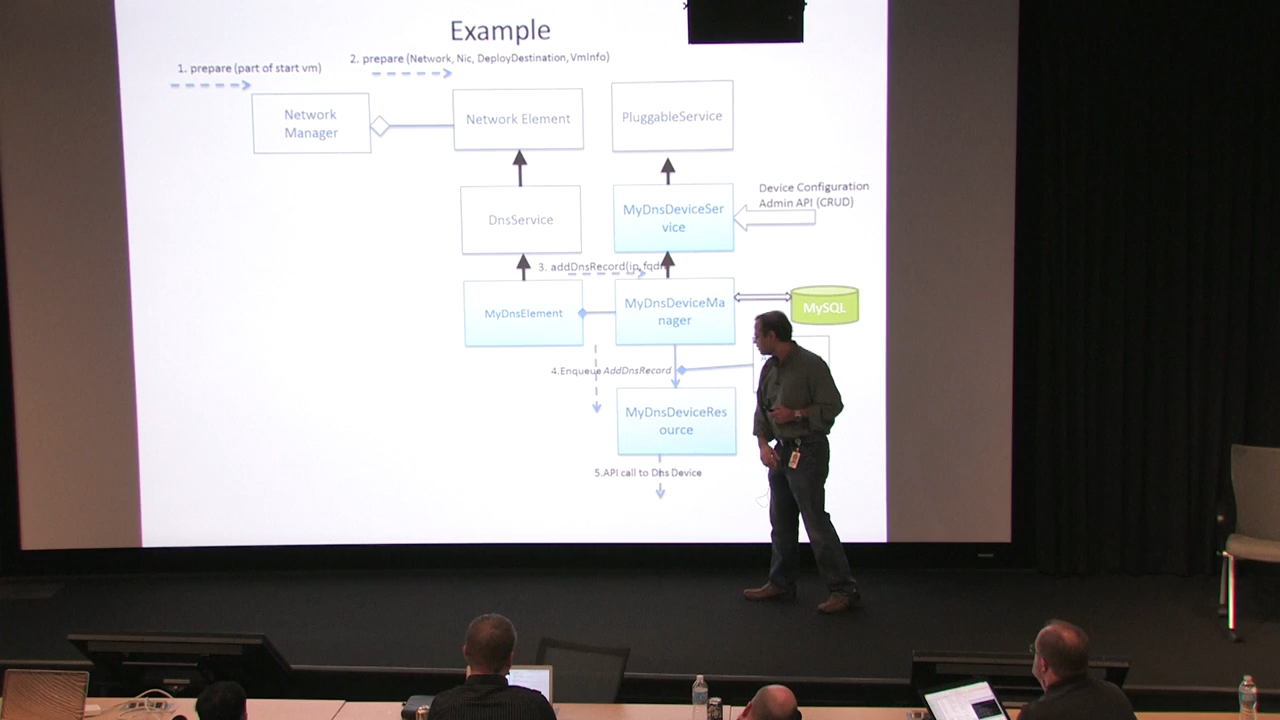 Example
1. prepare (part of start vm)
2. prepare (Network, Nic, DeployDestination, VmInfo)
Network
Manager
Network Element
PluggableService
DnsService
MyDnsDeviceSer
vice
Device Configuration
Admin API (CRUD)
3. addDnsRecord(ip, fqdn
MyDnsElement
MyDnsDeviceMa
nager
MySQL
4.Enqueue AddDnsRecord
MyDnsDeviceRes
ource
5.API call to Dns Device